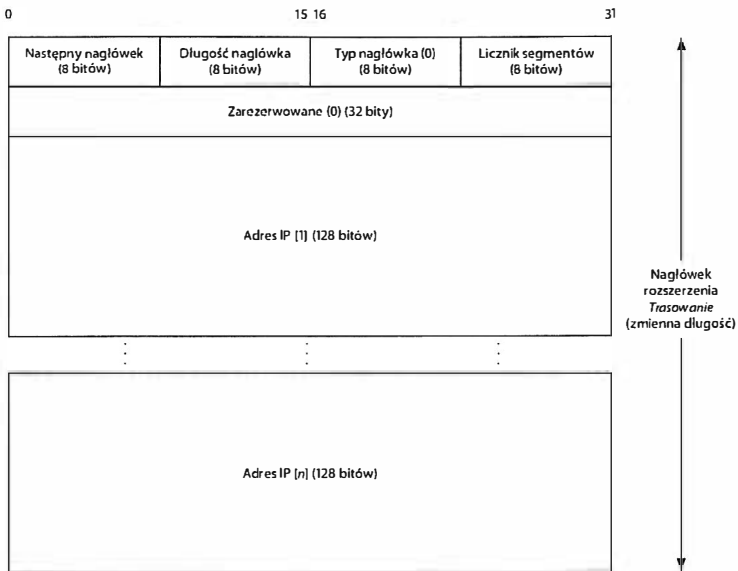 0 15 16 31
Następny nagłówek
(8 bitów)
Długość nagłówka
(8 bitów)
Typ nagłówka (0)
(8 bitów)
Licznik segmentów
(8 bitów)
Zarezerwowane (0) (32 bity)
Adres IP [1] (128 bitów)
Nagłówek
rozszerzenia
Trasowanie
(zmienna długość)
Adres IP [n] (128 bitów)